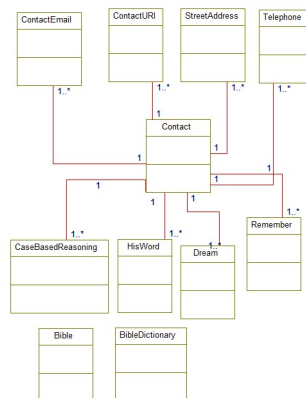 ContactEmail
ContactURI
StreetAddress
Telephone
1..*
1..*
1..*
1..*
1
Contact
1
1
1
1
1
1
1
1
1..*
1..*
1..*
1..*
CaseBasedReasoning
HisWord
Dream
Remember
Bible
BibleDictionary